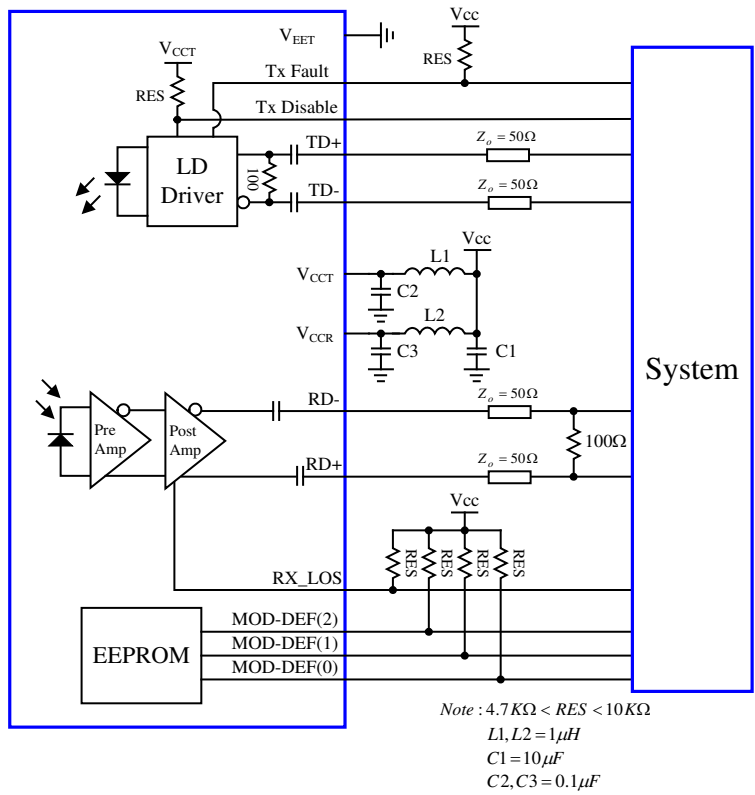 V_EET
Vcc
V_CCT
RES
Tx Fault
RES
Tx Disable
LD
Driver
100
TD+
Z_o = 50Ω
TD-
Z_o = 50Ω
Vcc
V_CCT
L1
C2
V_CCR
L2
C3
C1
System
Pre
Amp
Post
Amp
RD-
Z_o = 50Ω
100Ω
RD+
Z_o = 50Ω
Vcc
RES
RES
RES
RES
RX_LOS
EEPROM
MOD-DEF(2)
MOD-DEF(1)
MOD-DEF(0)
Note : 4.7KΩ < RES < 10KΩ
L1, L2 = 1μH
C1 = 10μF
C2, C3 = 0.1μF